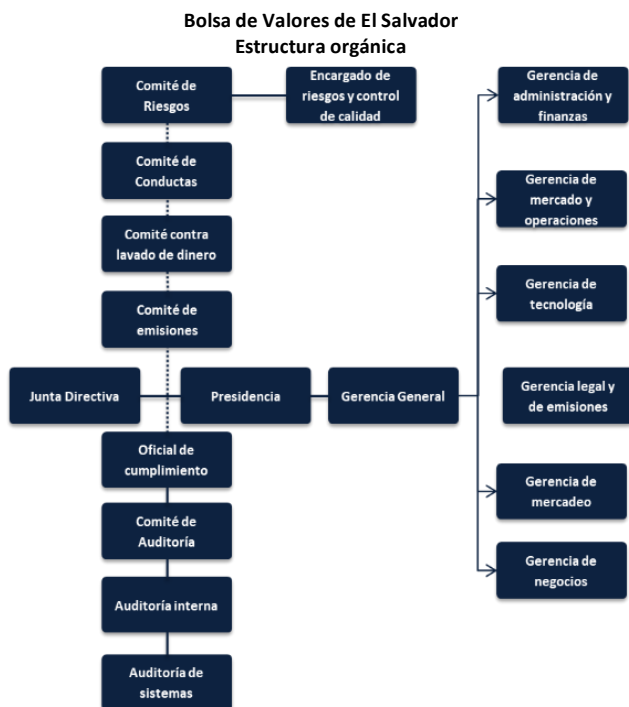 Bolsa de Valores de El Salvador
Estructura orgánica
Comité de
Riesgos
Encargado de
riesgos y control
de calidad
Gerencia de
administración y
finanzas
Comité de
Conductas
Gerencia de
mercado y
operaciones
Comité contra
lavado de dinero
Gerencia de
tecnología
Comité de
emisiones
Junta Directiva
Presidencia
Gerencia General
Gerencia legal y
de emisiones
Oficial de
cumplimiento
Gerencia de
mercadeo
Comité de
Auditoría
Gerencia de
negocios
Auditoría interna
Auditoría de
sistemas